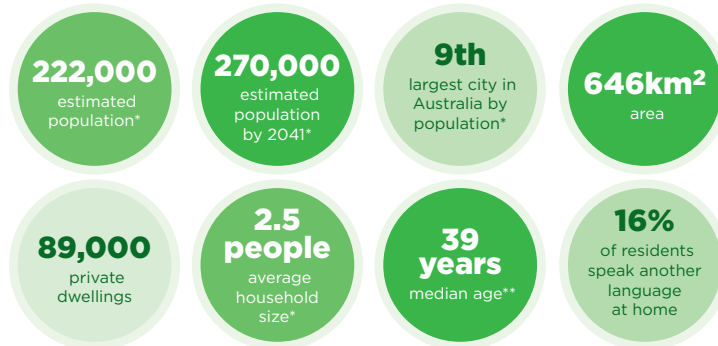 222,000
estimated
population*
270,000
estimated
population
by 2041*
9th
largest city in
Australia by
population*
646km²
area
89,000
private
dwellings
2.5
people
average
household
size*
39
years
median age**
16%
of residents
speak another
language
at home